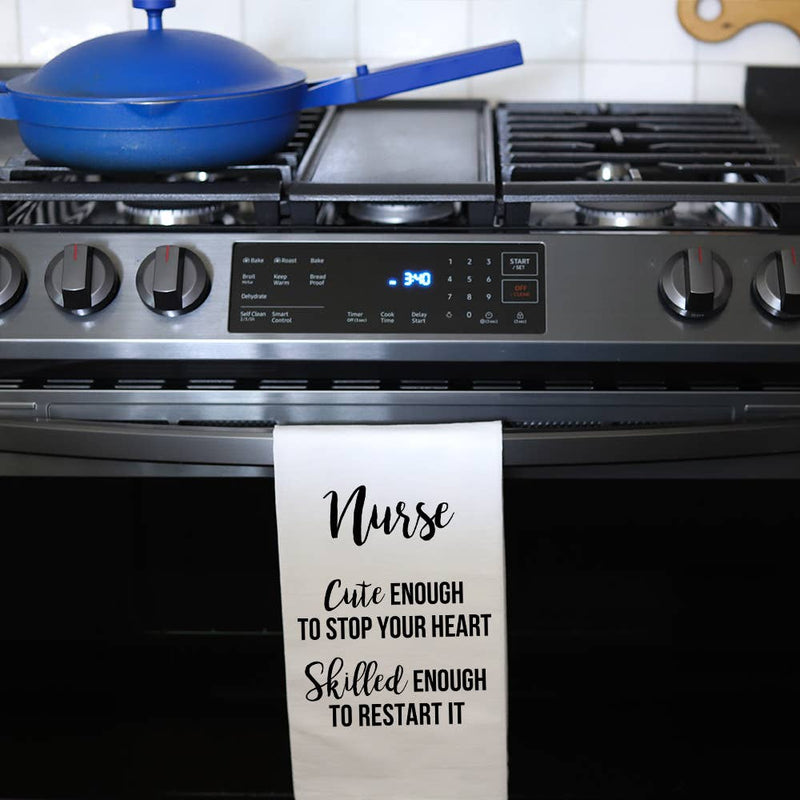 Bake Roast Bake
Broil Keep Warm Bread Proof
3:40
1 2 3 START / SET
4 5 6
7 8 9 OFF
0
Dehydrate
Self Clean Smart Control Timer Cook Time Delay Start
Nurse
Cute ENOUGH
TO STOP YOUR HEART
Skilled ENOUGH
TO RESTART IT